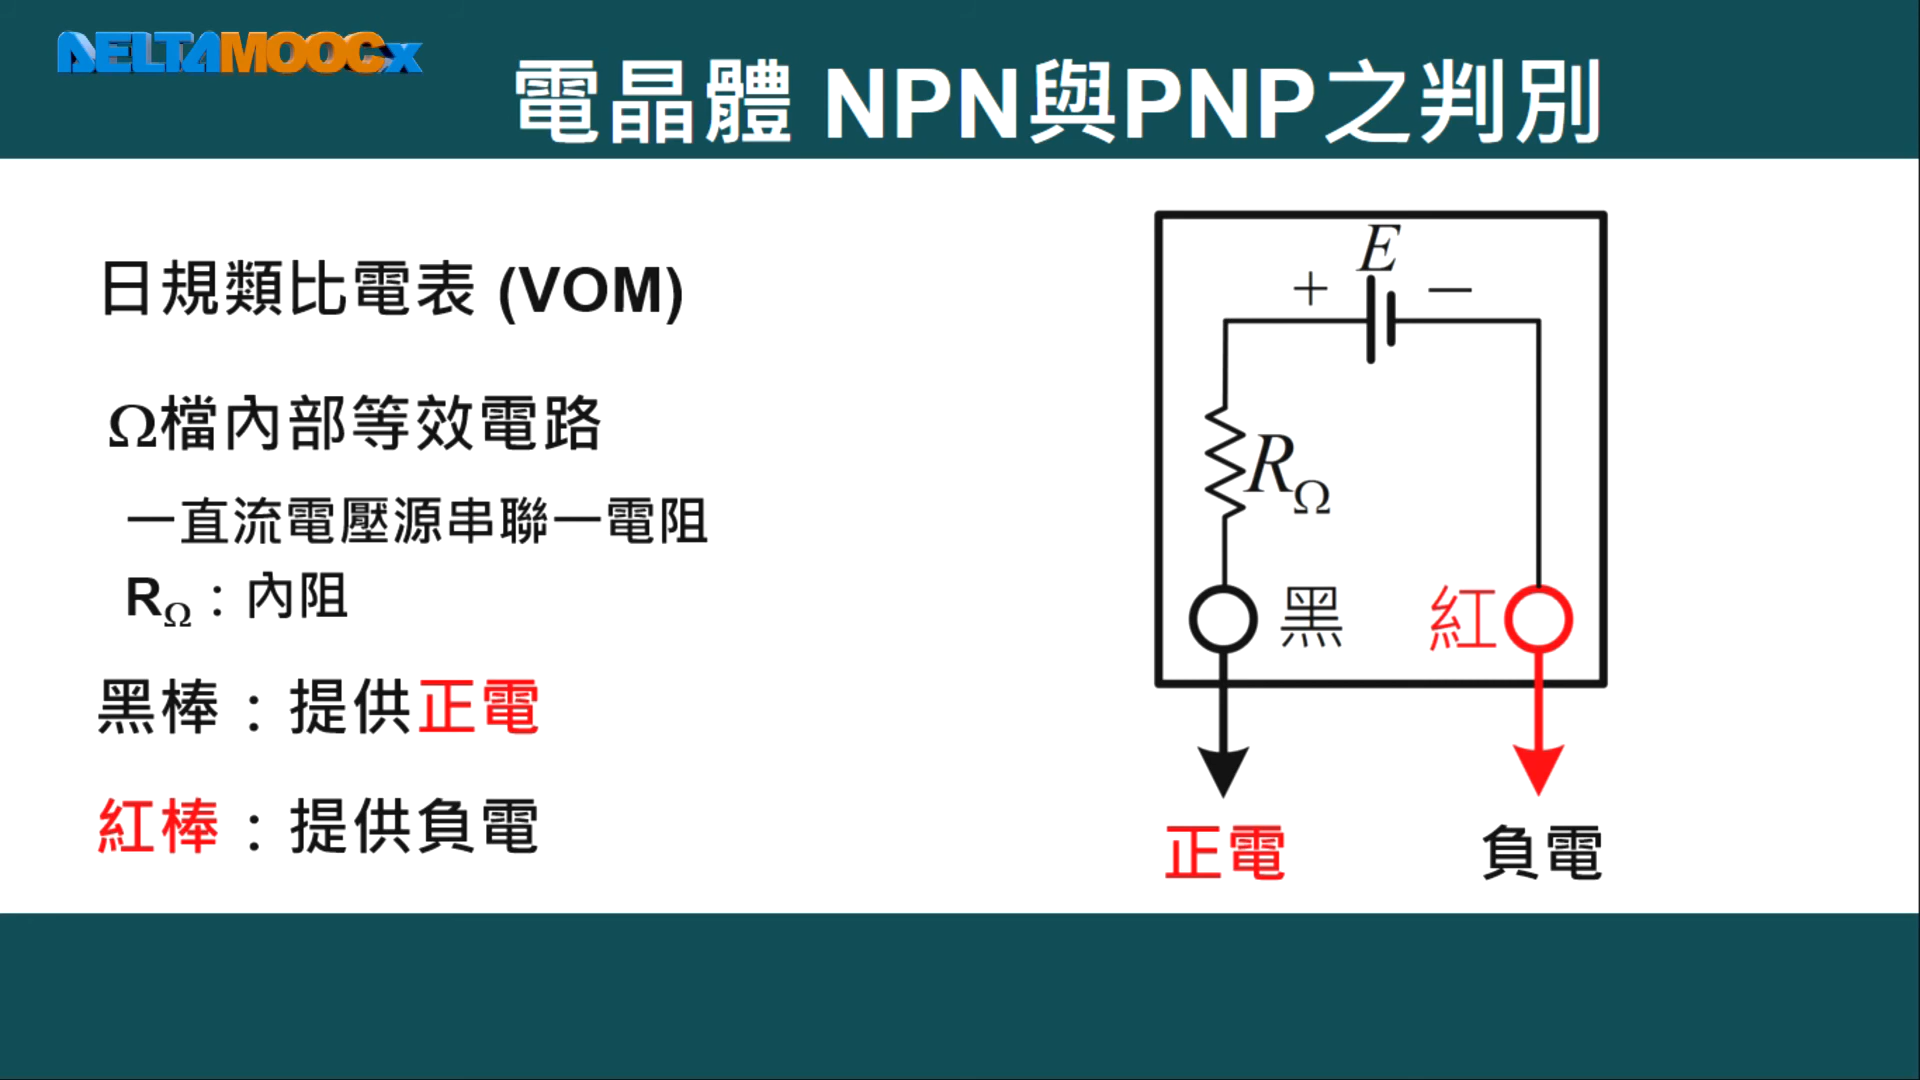 DELTAMOOCx
電晶體 NPN與PNP之判別
日規類比電表 (VOM)
Ω檔內部等效電路
一直流電壓源串聯一電阻
RΩ：內阻
黑棒：提供正電
紅棒：提供負電
E
+ −
RΩ
黑 紅
正電 負電